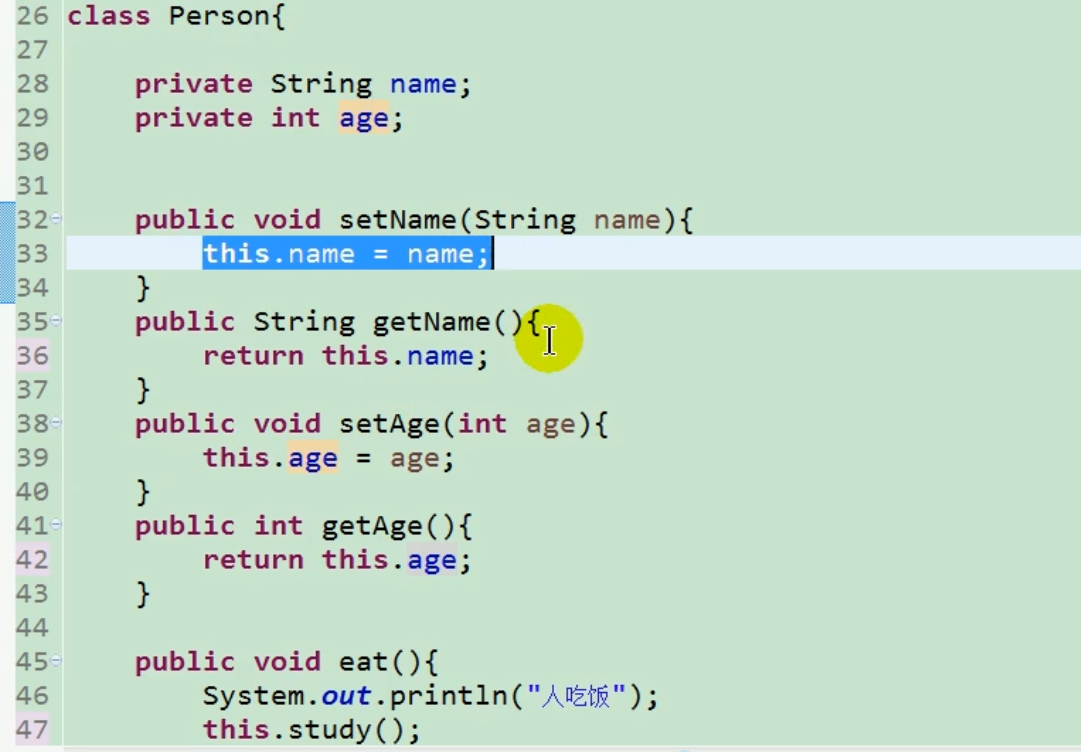 26 class Person{
27
28 private String name;
29 private int age;
30
31
32 public void setName(String name){
33 this.name = name;
34 }
35 public String getName(){
36 return this.name;
37 }
38 public void setAge(int age){
39 this.age = age;
40 }
41 public int getAge(){
42 return this.age;
43 }
44
45 public void eat(){
46 System.out.println("人吃饭");
47 this.study();